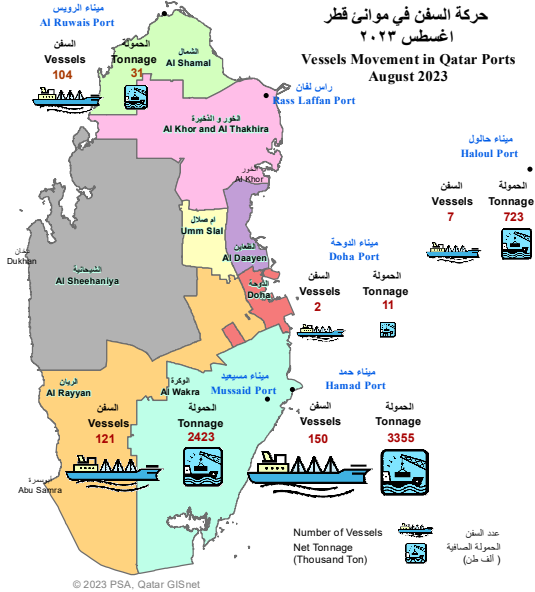 حركة السفن في موانئ قطر
اغسطس ٢٠٢٣
Vessels Movement in Qatar Ports
August 2023
ميناء الرويس
Al Ruwais Port
السفن
Vessels
104
الحمولة
Tonnage
31
الشمال
Al Shamal
راس لفان
Rass Laffan Port
الخور و الذخيرة
Al Khor and Al Thakhira
الخور
Al Khor
ميناء حالول
Haloul Port
السفن
Vessels
7
الحمولة
Tonnage
723
ام صلال
Umm Slal
الظعاين
Al Daayen
دخان
Dukhan
الشيحانية
Al Sheehaniya
ميناء الدوحة
Doha Port
الدوحة
Doha
السفن
Vessels
2
الحمولة
Tonnage
11
الريان
Al Rayyan
الوكرة
Al Wakra
ميناء مسيعيد
Mussaid Port
ميناء حمد
Hamad Port
السفن
Vessels
121
الحمولة
Tonnage
2423
السفن
Vessels
150
الحمولة
Tonnage
3355
أبوسمرة
Abu Samra
Number of Vessels
عدد السفن
Net Tonnage
(Thousand Ton)
الحمولة الصافية
( ألف طن)
© 2023 PSA, Qatar GISnet